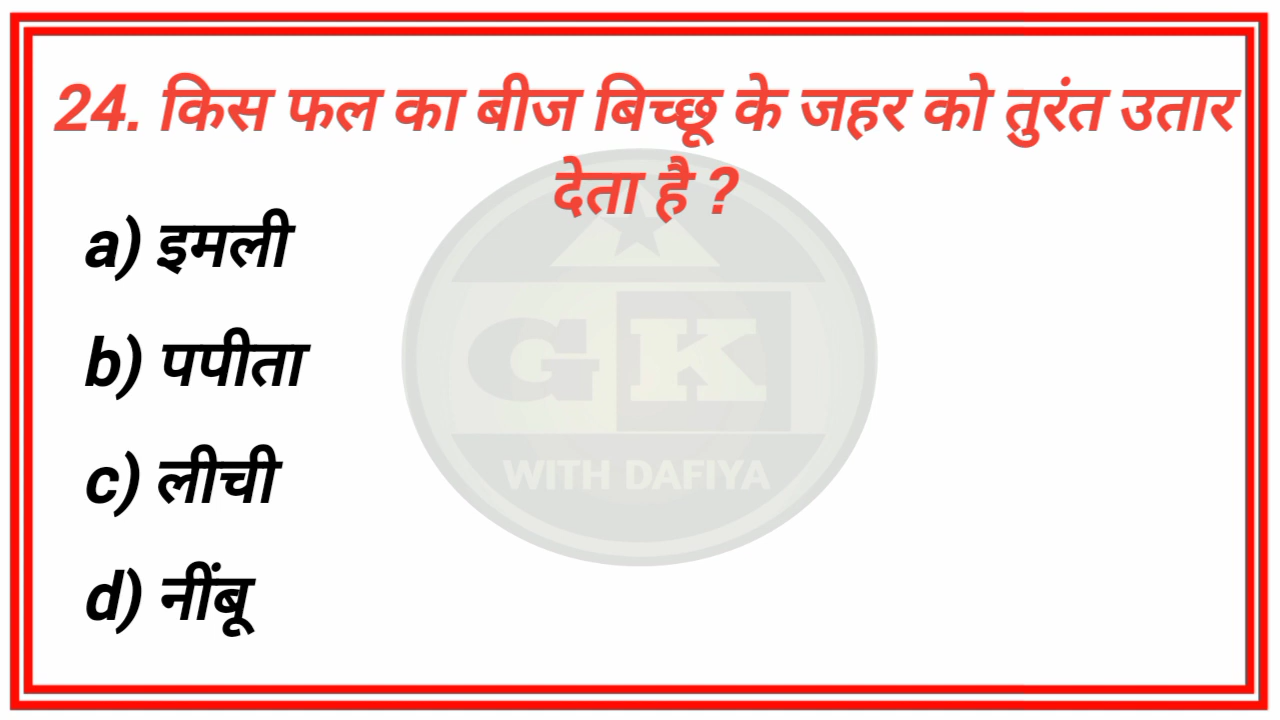 24. किस फल का बीज बिच्छू के जहर को तुरंत उतार
देता है ?
a) इमली
b) पपीता
c) लीची
d) नींबू
GK
WITH DAFIYA